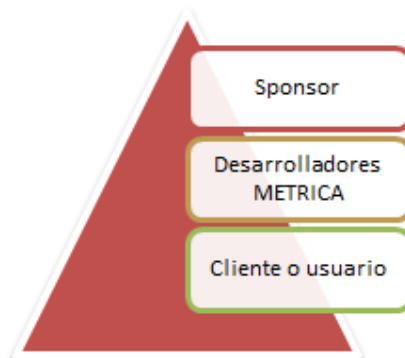 Sponsor
Desarrolladores
METRICA
Cliente o usuario